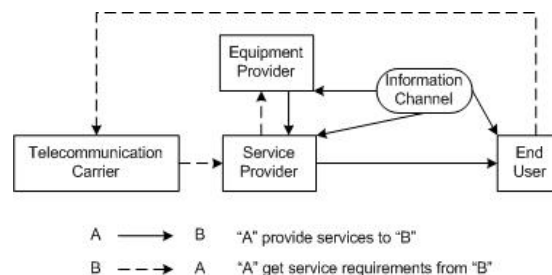 Equipment
Provider
Information
Channel
Telecommunication
Carrier
Service
Provider
End
User
A B "A" provide services to "B"
B A "A" get service requirements from "B"